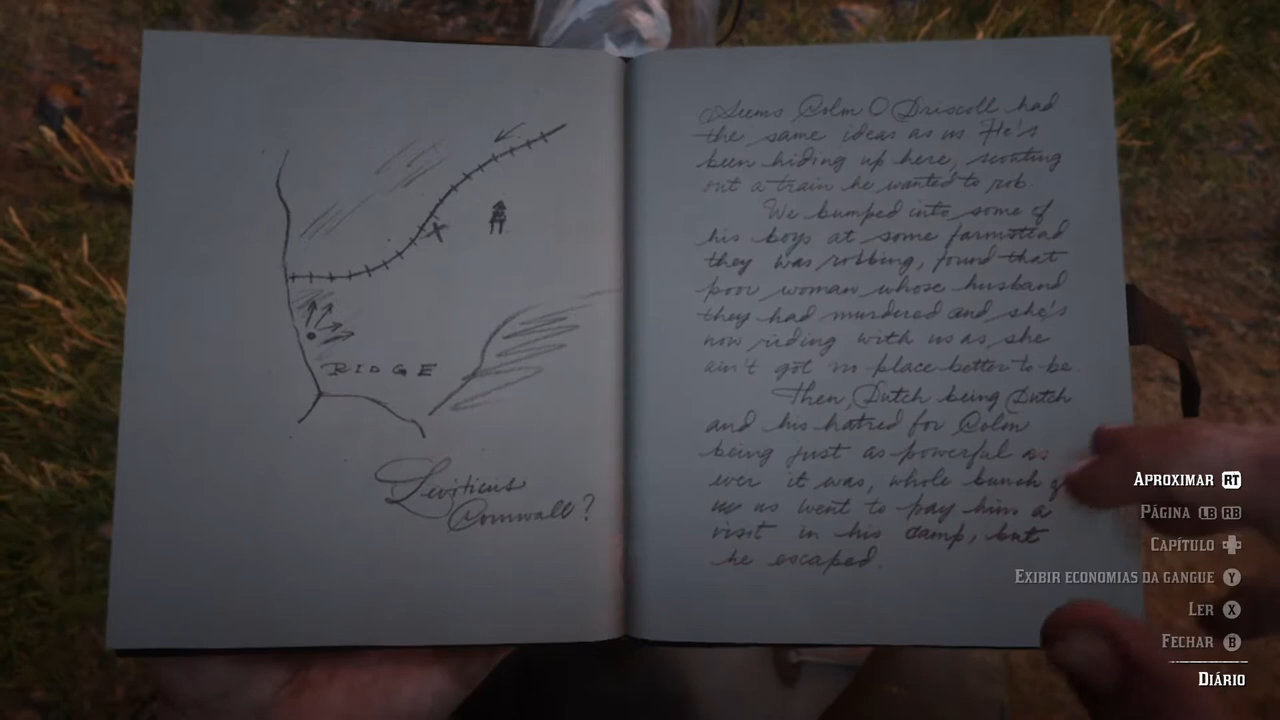 RIDGE
Leviticus
Cornwall?
Seems Colm O'Driscoll had
the same ideas as us He's
been hiding up here, scouting
out a train he wanted to rob.
We bumped into some of
his boys at some farmstead
they was robbing, found that
poor woman whose husband
they had murdered and she's
now riding with us as she
ain't got no place better to be.
Then, Dutch being Dutch
and his hatred for Colm
being just as powerful as
ever it was, whole bunch
us went to pay him a
visit in his camp, but
he escaped.
APROXIMAR RT
PÁGINA LB RB
CAPÍTULO
EXIBIR ECONOMIAS DA GANGUE Y
LER X
FECHAR B
DIÁRIO